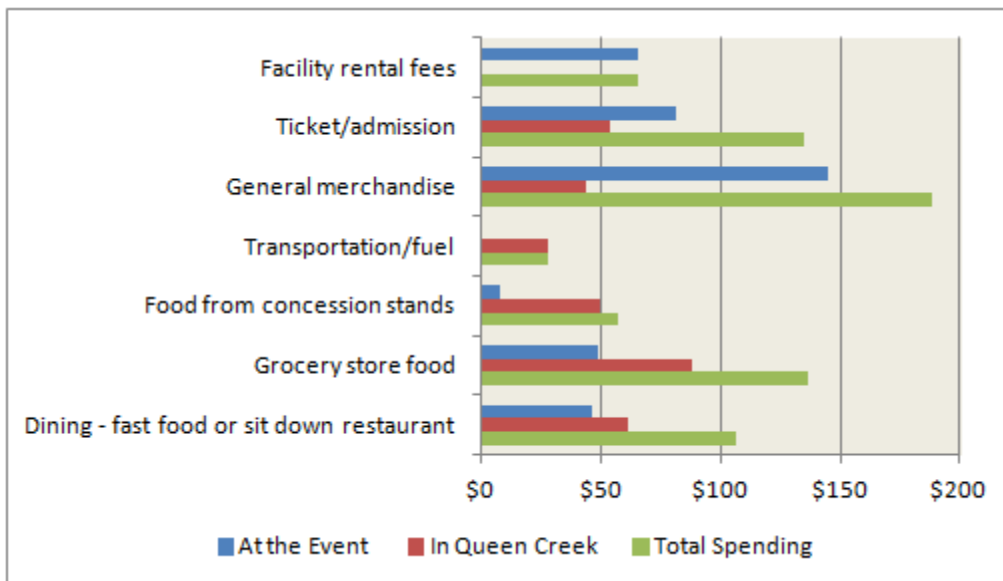 Facility rental fees
Ticket/admission
General merchandise
Transportation/fuel
Food from concession stands
Grocery store food
Dining - fast food or sit down restaurant
$0 $50 $100 $150 $200
At the Event In Queen Creek Total Spending